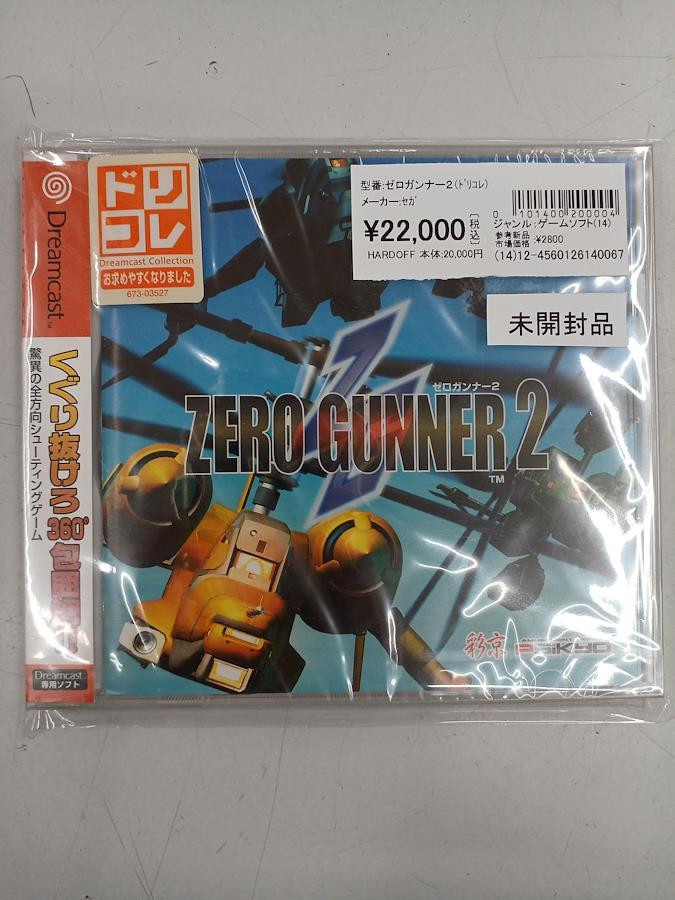 ドリ
コレ
Dreamcast Collection
お求めやすくなりました
673-03527
型番:ゼロガンナー2(ドリコレ)
メーカー:セガ
¥22,000 [税込]
HARDOFF 本体:20,000円
0 101400 200004
ジャンル:ゲームソフト(14)
参考新品
市場価格 :¥2800
(14)12-4560126140067
未開封品
Dreamcast™
くぐり抜けろ360°包囲
驚異の全方向シューティングゲーム
Dreamcast
専用ソフト
ゼロガンナー2
ZERO GUNNER 2
TM
彩京 PSIKYO